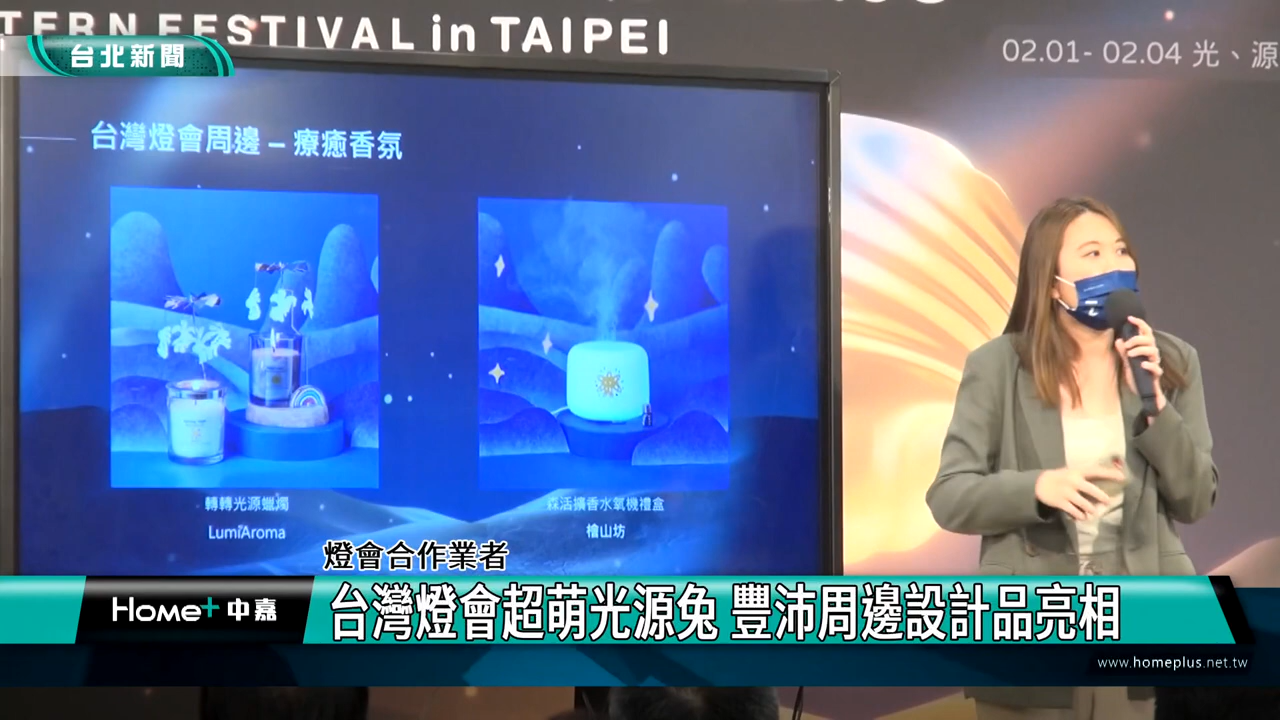 TERN FESTIVAL in TAIPEI
台北新聞
02.01- 02.04 光、源
台灣燈會周邊 – 療癒香氛
轉轉光源蠟燭
LumiAroma
森活擴香水氧機禮盒
檜山坊
燈會合作業者
Home+ 中嘉
台灣燈會超萌光源兔 豐沛周邊設計品亮相
www.homeplus.net.tw